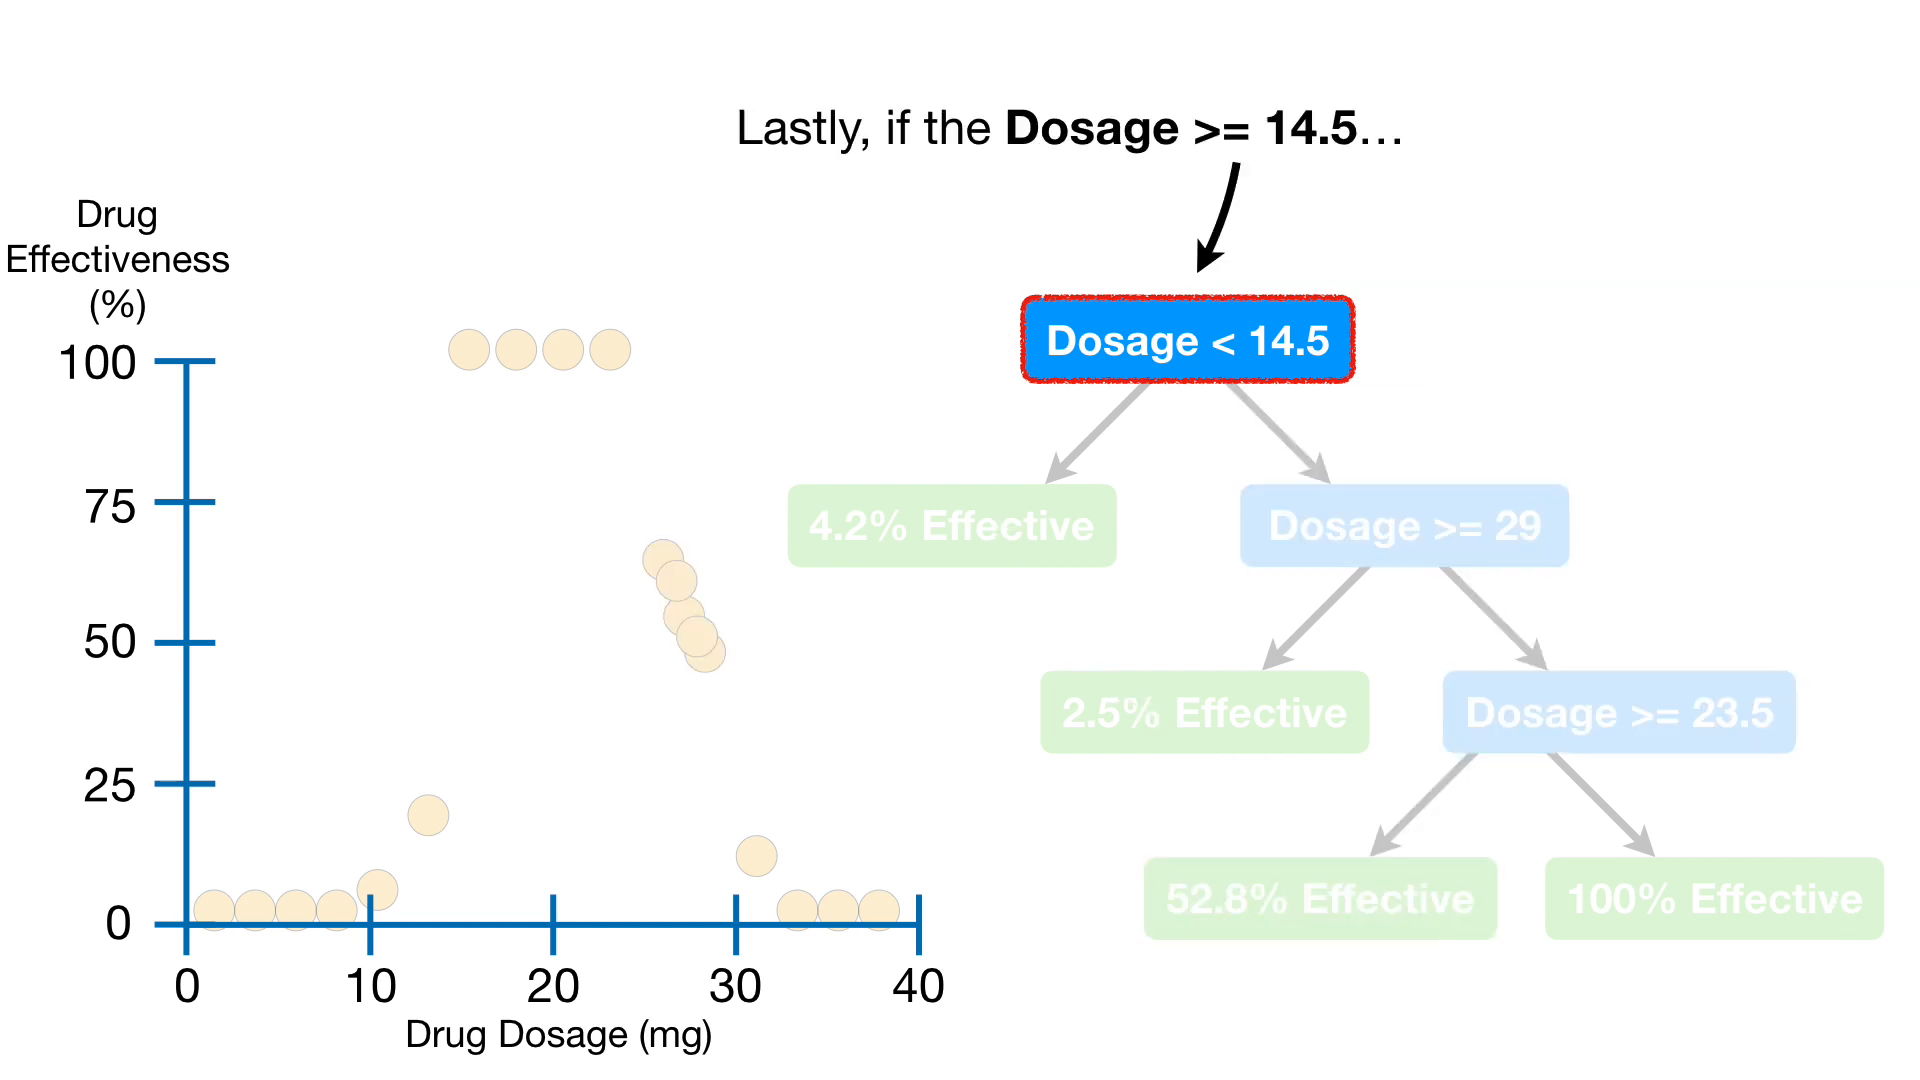 Lastly, if the Dosage >= 14.5…
Drug
Effectiveness
(%)
100
75
50
25
0
0 10 20 30 40
Drug Dosage (mg)
Dosage < 14.5
4.2% Effective
Dosage >= 29
2.5% Effective
Dosage >= 23.5
52.8% Effective
100% Effective